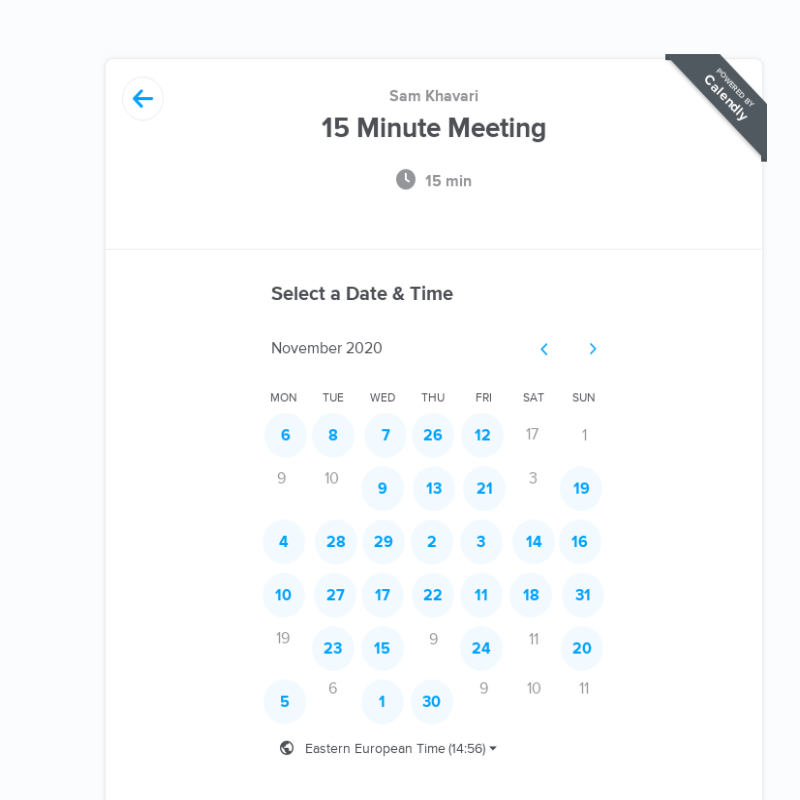 POWERED BY
Calendly
Sam Khavari
15 Minute Meeting
15 min
Select a Date & Time
November 2020
MON TUE WED THU FRI SAT SUN
6 8 7 26 12 17 1
9 10 9 13 21 3 19
4 28 29 2 3 14 16
10 27 17 22 11 18 31
19 23 15 9 24 11 20
5 6 1 30 9 10 11
Eastern European Time (14:56)